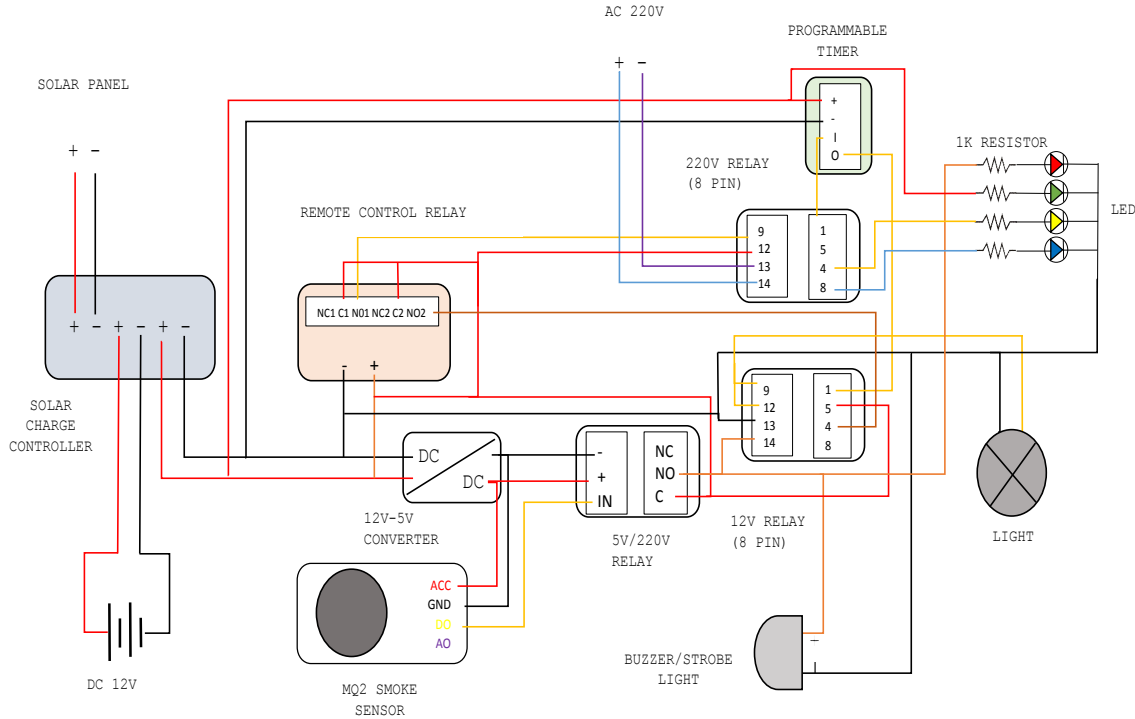 AC 220V
+ −
PROGRAMMABLE
TIMER
+
-
I
O
SOLAR PANEL
+ −
1K RESISTOR
LED
220V RELAY
(8 PIN)
9
12
13
14
1
5
4
8
REMOTE CONTROL RELAY
NC1 C1 N01 NC2 C2 NO2
- +
+ − + − + −
SOLAR
CHARGE
CONTROLLER
9
12
13
14
1
5
4
8
12V RELAY
(8 PIN)
DC
DC
12V-5V
CONVERTER
-
+
IN
NC
NO
C
5V/220V
RELAY
LIGHT
ACC
GND
DO
AO
MQ2 SMOKE
SENSOR
DC 12V
BUZZER/STROBE
LIGHT
+
−